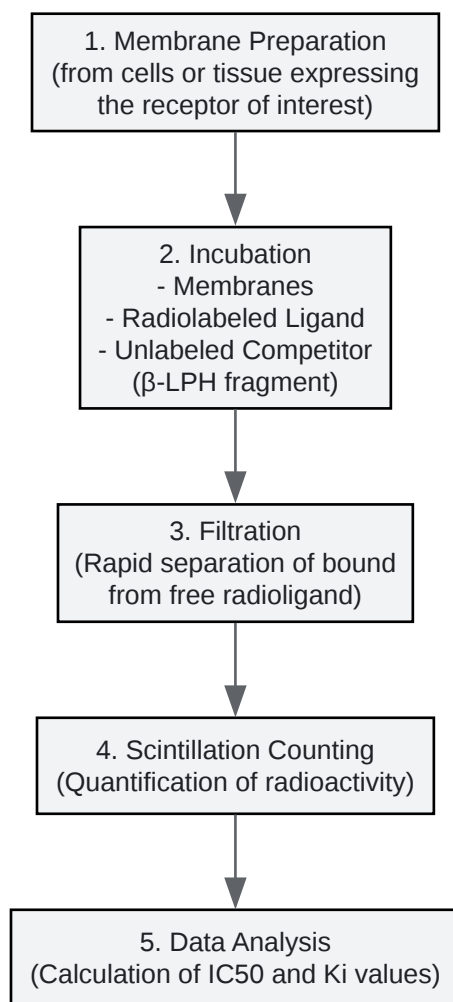 1. Membrane Preparation
(from cells or tissue expressing
the receptor of interest)
2. Incubation
- Membranes
- Radiolabeled Ligand
- Unlabeled Competitor
(β-LPH fragment)
3. Filtration
(Rapid separation of bound
from free radioligand)
4. Scintillation Counting
(Quantification of radioactivity)
5. Data Analysis
(Calculation of IC50 and Ki values)